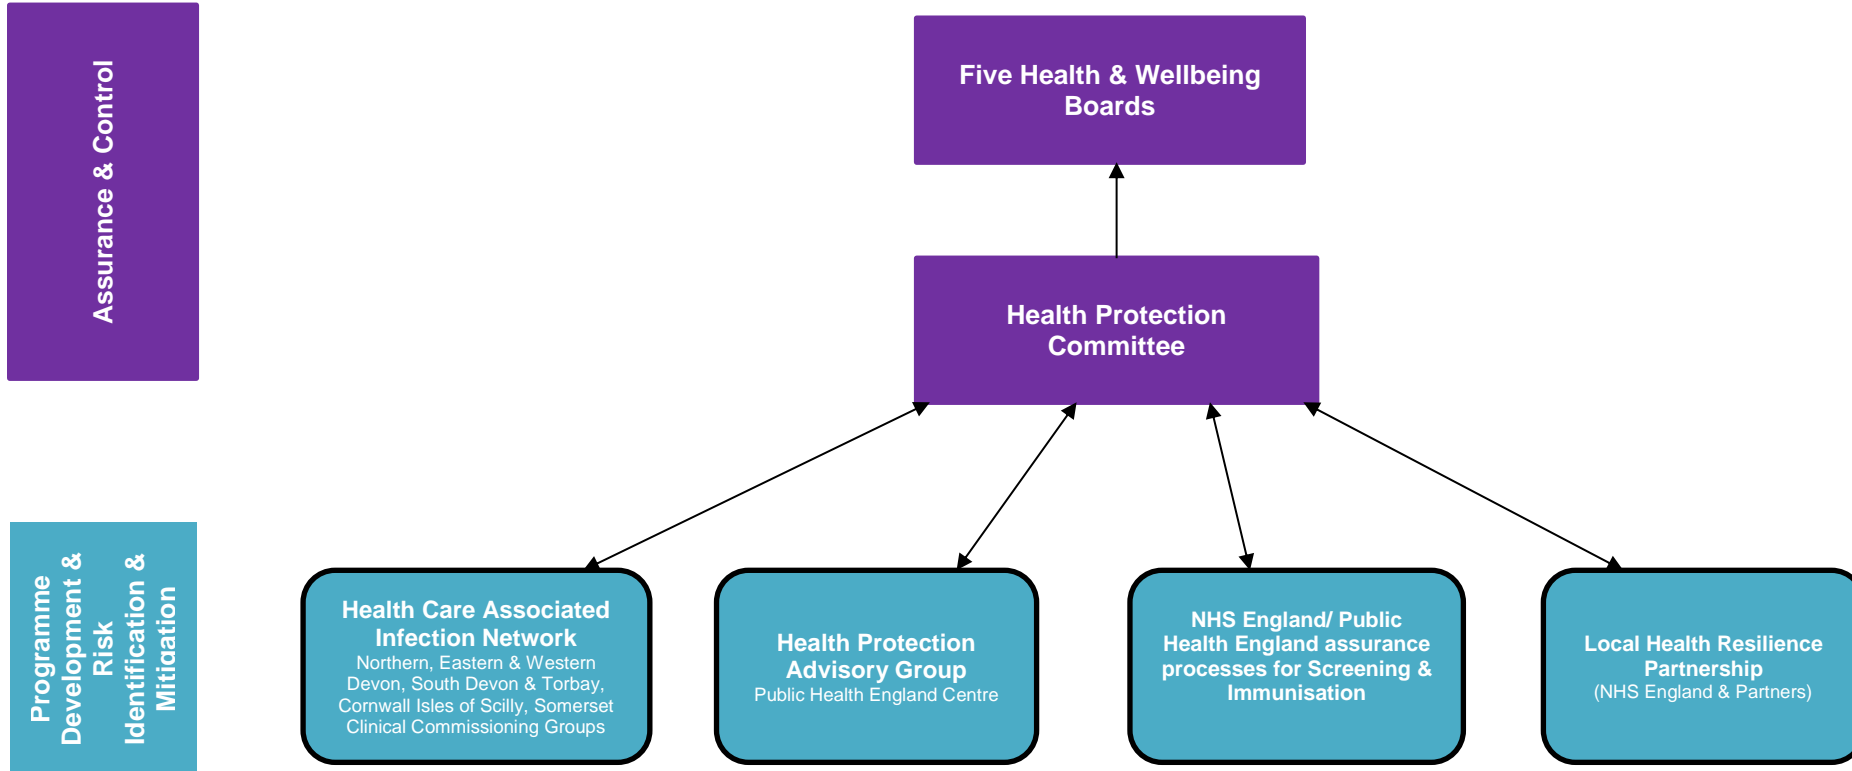 Assurance & Control
Five Health & Wellbeing
Boards
Health Protection
Committee
Programme
Development &
Risk
Identification &
Mitigation
Health Care Associated
Infection Network
Northern, Eastern & Western
Devon, South Devon & Torbay,
Cornwall Isles of Scilly, Somerset
Clinical Commissioning Groups
Health Protection
Advisory Group
Public Health England Centre
NHS England/ Public
Health England assurance
processes for Screening &
Immunisation
Local Health Resilience
Partnership
(NHS England & Partners)